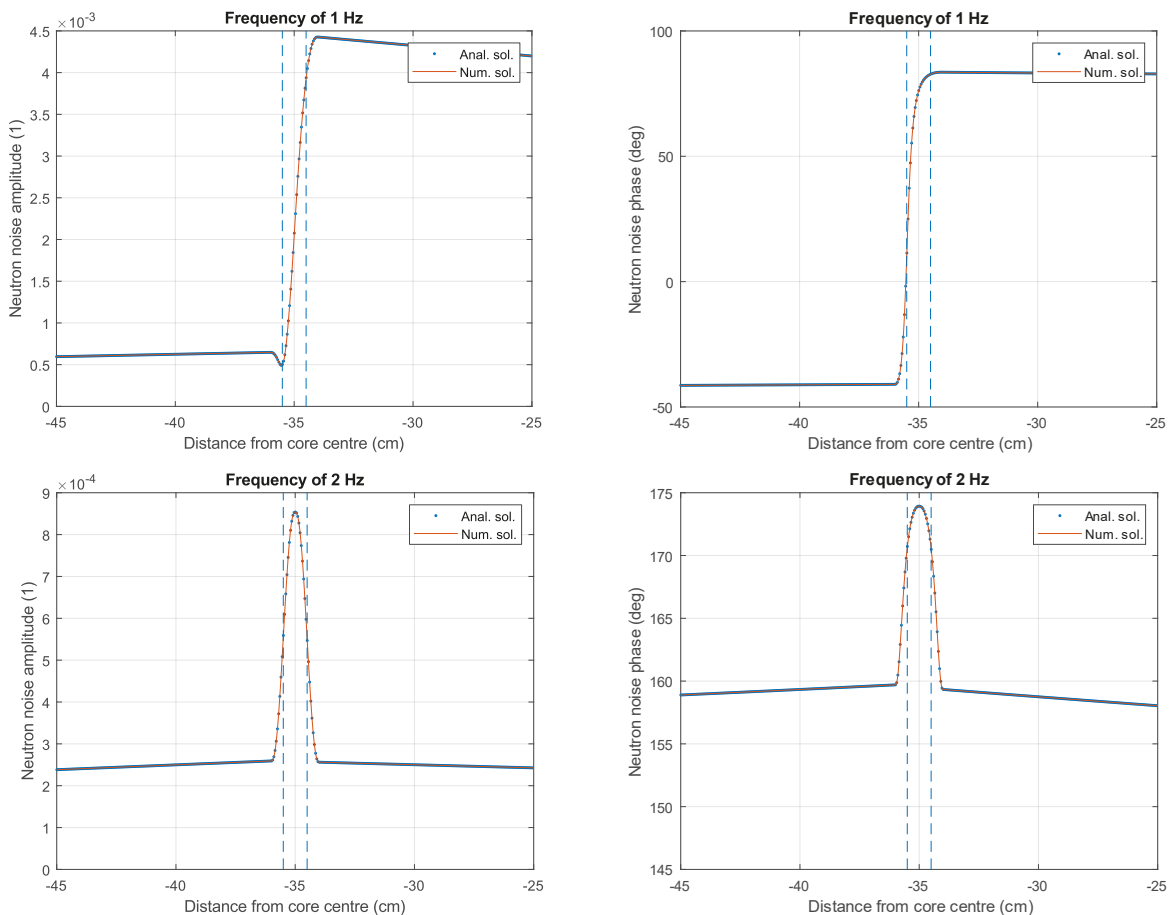 Frequency of 1 Hz
×10⁻³
Neutron noise amplitude (1)
4.5
4
3.5
3
2.5
2
1.5
1
0.5
0
Anal. sol.
Num. sol.
-45
-40
-35
-30
-25
Distance from core centre (cm)
Frequency of 1 Hz
Neutron noise phase (deg)
100
50
0
-50
Anal. sol.
Num. sol.
-45
-40
-35
-30
-25
Distance from core centre (cm)
Frequency of 2 Hz
×10⁻⁴
Neutron noise amplitude (1)
9
8
7
6
5
4
3
2
1
0
Anal. sol.
Num. sol.
-45
-40
-35
-30
-25
Distance from core centre (cm)
Frequency of 2 Hz
Neutron noise phase (deg)
175
170
165
160
155
150
145
Anal. sol.
Num. sol.
-45
-40
-35
-30
-25
Distance from core centre (cm)